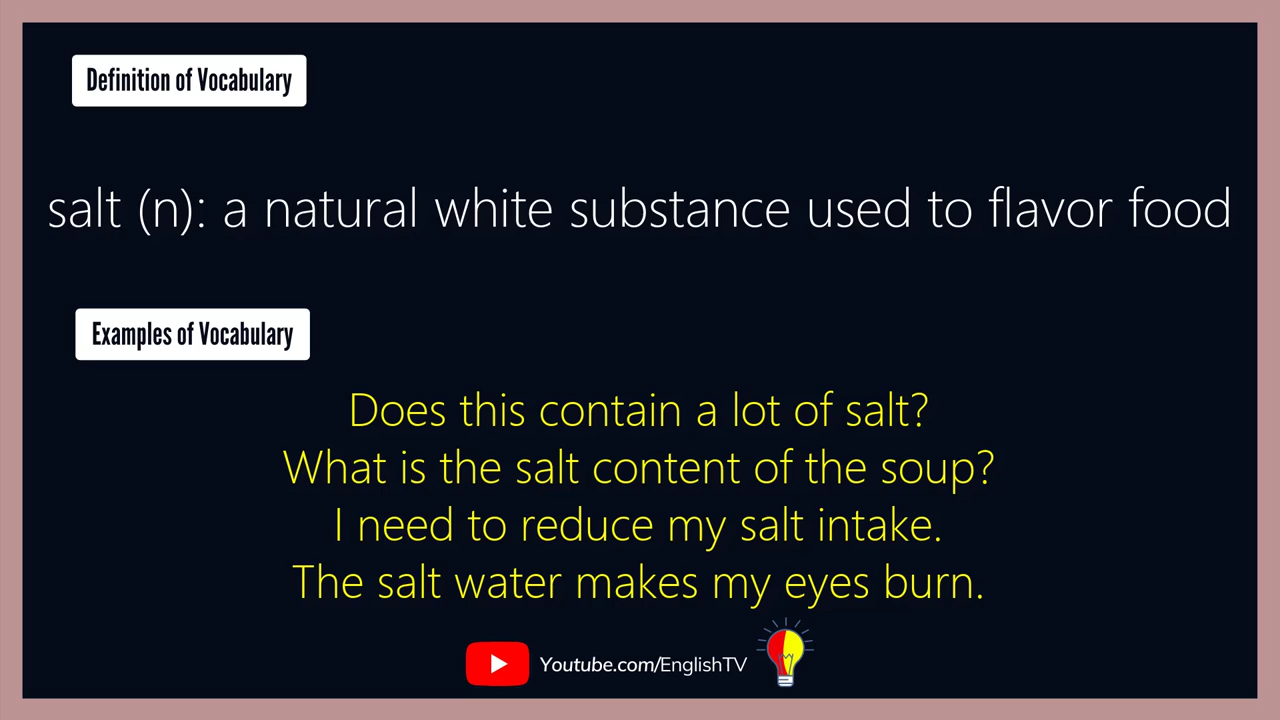 Definition of Vocabulary
salt (n): a natural white substance used to flavor food
Examples of Vocabulary
Does this contain a lot of salt?
What is the salt content of the soup?
I need to reduce my salt intake.
The salt water makes my eyes burn.
Youtube.com/EnglishTV